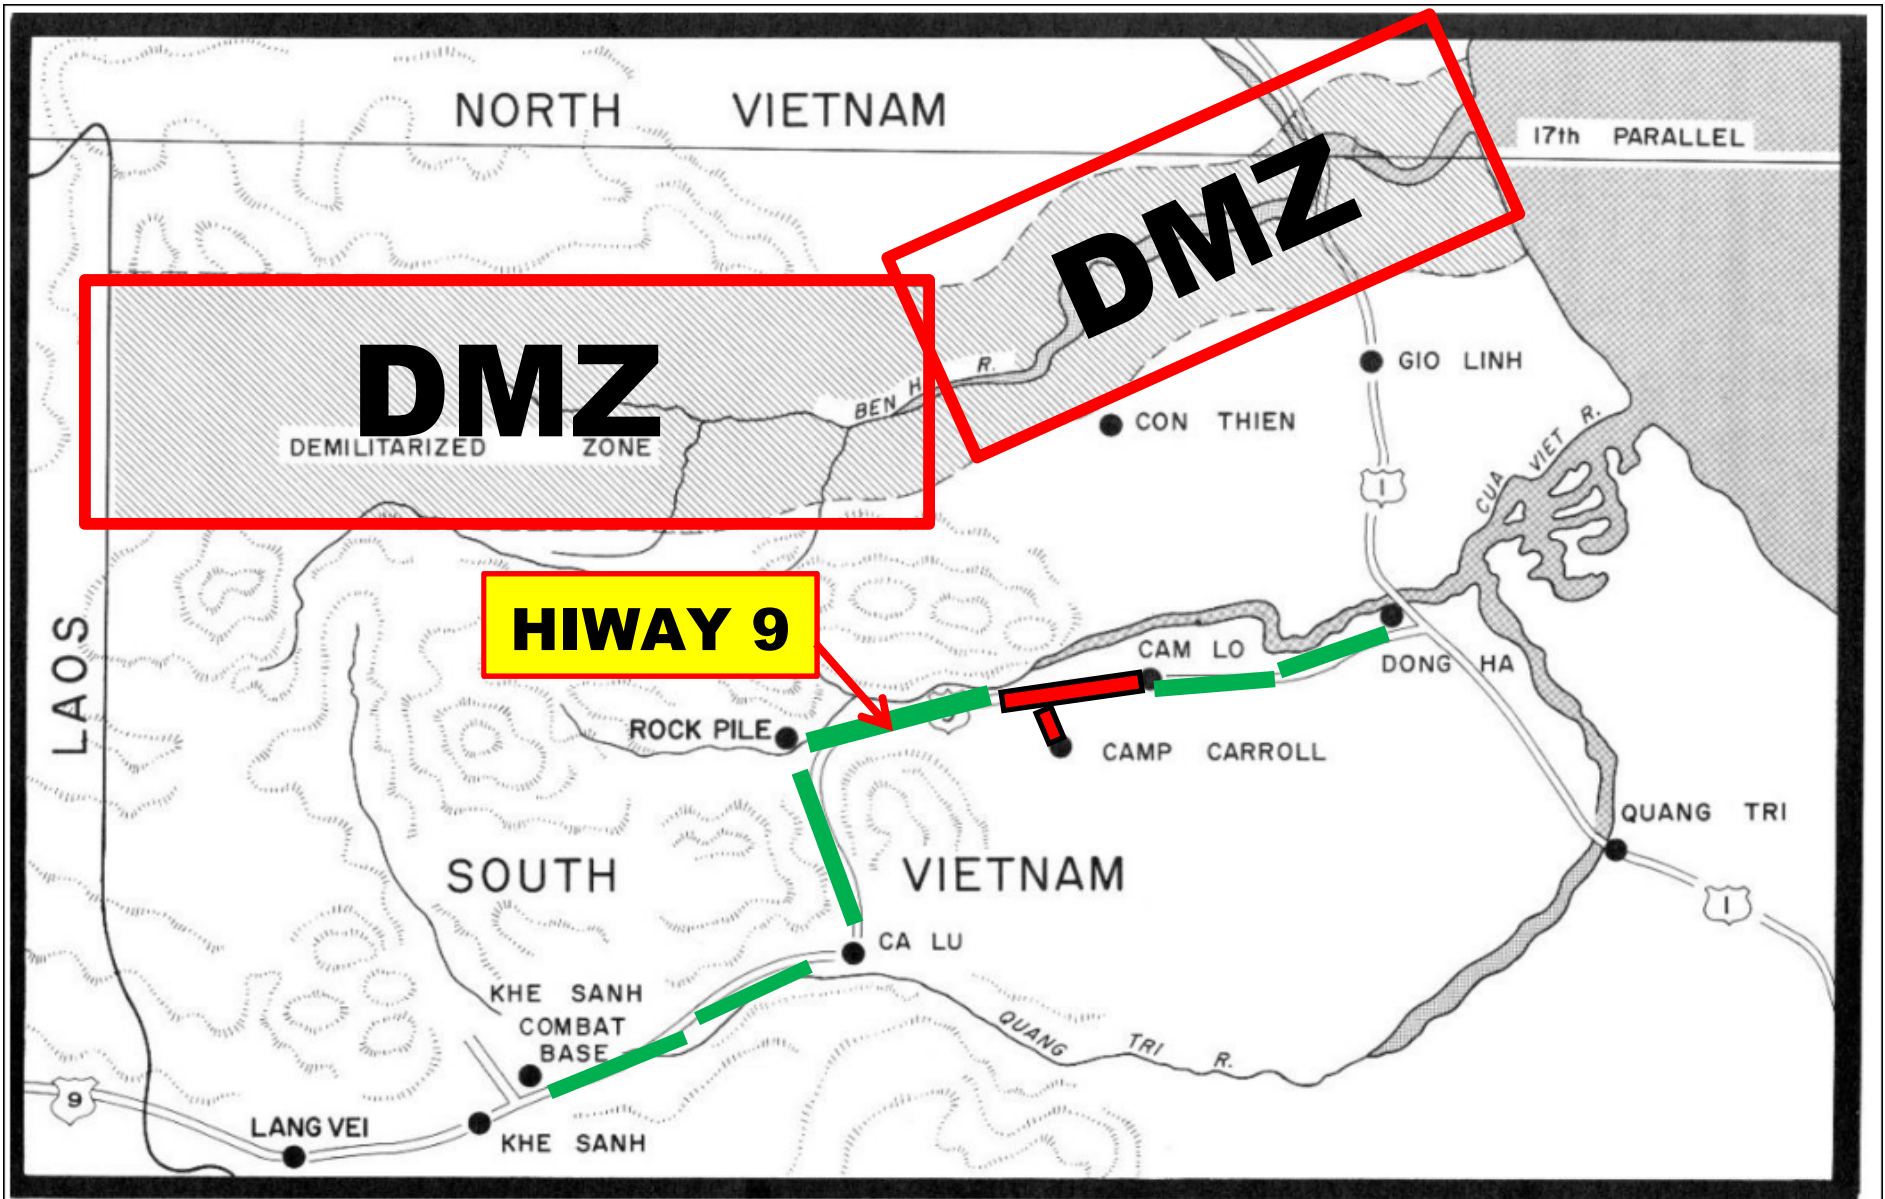 NORTH VIETNAM
17th PARALLEL
DMZ
DMZ
DEMILITARIZED ZONE
BEN H
R.
GIO LINH
CON THIEN
1
CUA VIET R.
HIWAY 9
LAOS
CAM LO
DONG HA
ROCK PILE
CAMP CARROLL
QUANG TRI
SOUTH VIETNAM
1
CA LU
KHE SANH
COMBAT
BASE
QUANG TRI R.
9
LANG VEI
KHE SANH